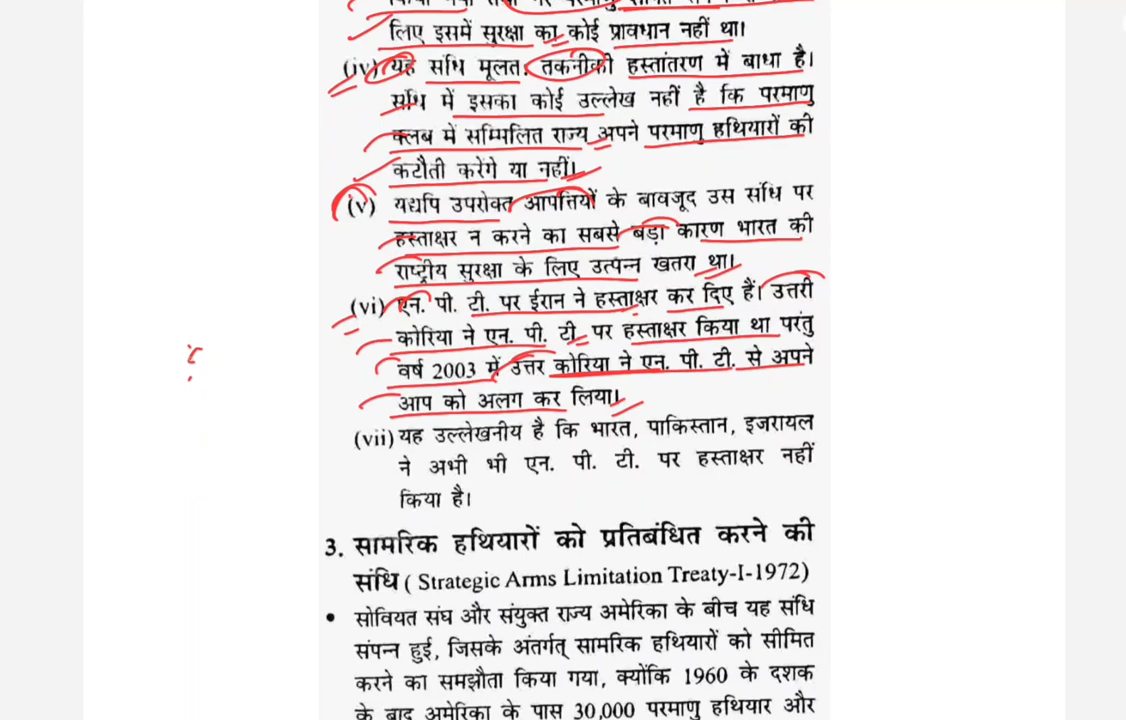 लिए इसमें सुरक्षा का कोई प्रावधान नहीं था।
(iv) यह संधि मूलत: तकनीकी हस्तांतरण में बाधा है।
संधि में इसका कोई उल्लेख नहीं है कि परमाणु
क्लब में सम्मिलित राज्य अपने परमाणु हथियारों की
कटौती करेंगे या नहीं।
(v) यद्यपि उपरोक्त आपत्तियों के बावजूद उस संधि पर
हस्ताक्षर न करने का सबसे बड़ा कारण भारत की
राष्ट्रीय सुरक्षा के लिए उत्पन्न खतरा था।
(vi) एन. पी. टी. पर ईरान ने हस्ताक्षर कर दिए हैं। उत्तरी
कोरिया ने एन. पी. टी. पर हस्ताक्षर किया था परंतु
वर्ष 2003 में उत्तर कोरिया ने एन. पी. टी. से अपने
आप को अलग कर लिया।
(vii) यह उल्लेखनीय है कि भारत, पाकिस्तान, इजरायल
ने अभी भी एन. पी. टी. पर हस्ताक्षर नहीं
किया है।
3. सामरिक हथियारों को प्रतिबंधित करने की
संधि ( Strategic Arms Limitation Treaty-I-1972)
• सोवियत संघ और संयुक्त राज्य अमेरिका के बीच यह संधि
संपन्न हुई, जिसके अंतर्गत् सामरिक हथियारों को सीमित
करने का समझौता किया गया, क्योंकि 1960 के दशक
के बाद अमेरिका के पास 30,000 परमाणु हथियार और